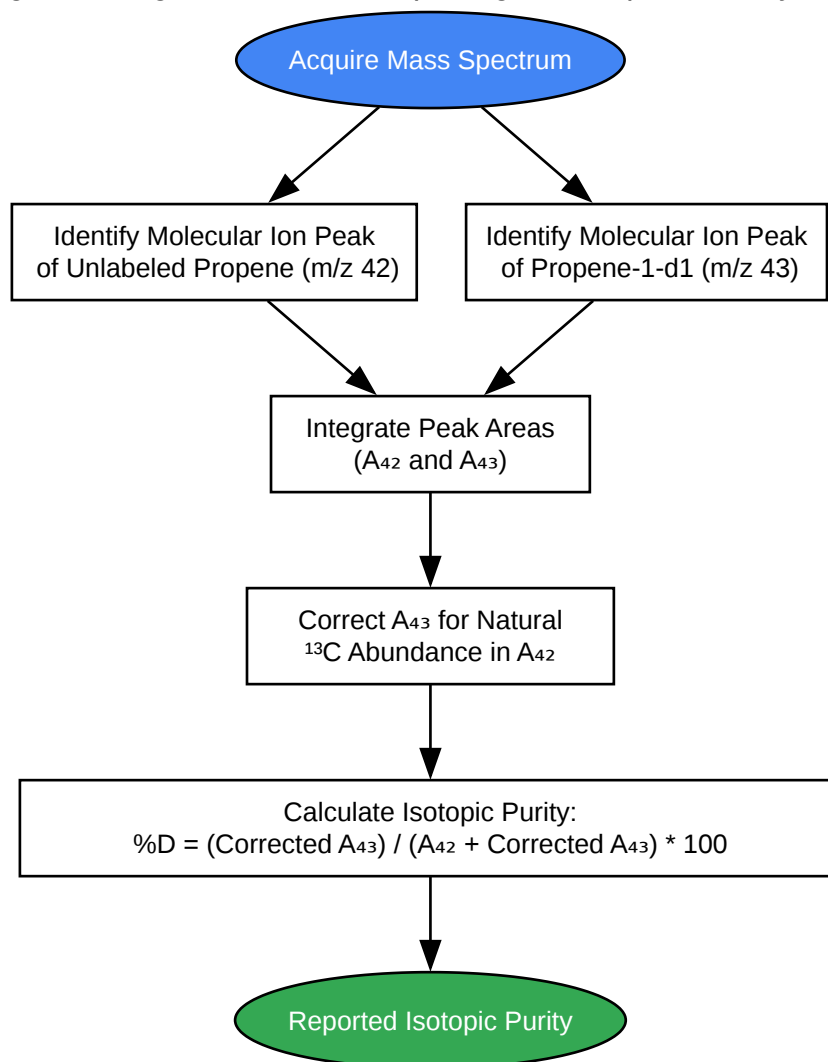 Acquire Mass Spectrum
Identify Molecular Ion Peak
of Unlabeled Propene (m/z 42)
Identify Molecular Ion Peak
of Propene-1-d1 (m/z 43)
Integrate Peak Areas
(A₄₂ and A₄₃)
Correct A₄₃ for Natural
¹³C Abundance in A₄₂
Calculate Isotopic Purity:
%D = (Corrected A₄₃) / (A₄₂ + Corrected A₄₃) * 100
Reported Isotopic Purity